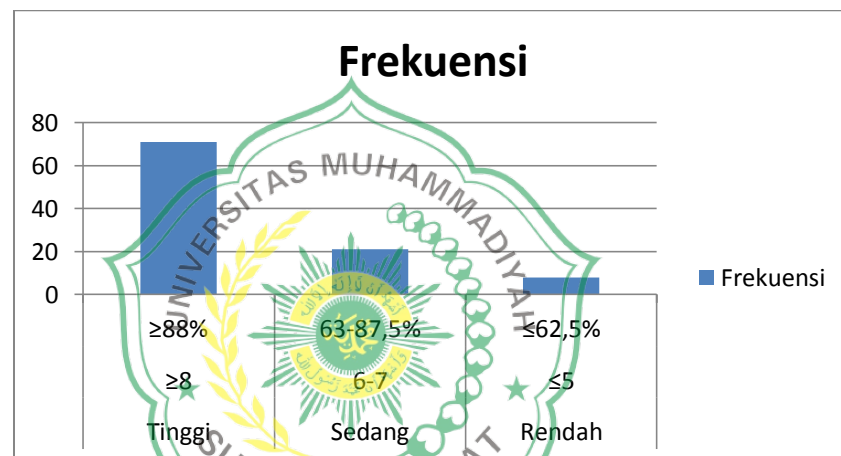 Frekuensi
80
60
40
20
0
Frekuensi
≥88% 63-87,5% ≤62,5%
≥8 6-7 ≤5
Tinggi Sedang Rendah
UNIVERSITAS MUHAMMADIYAH